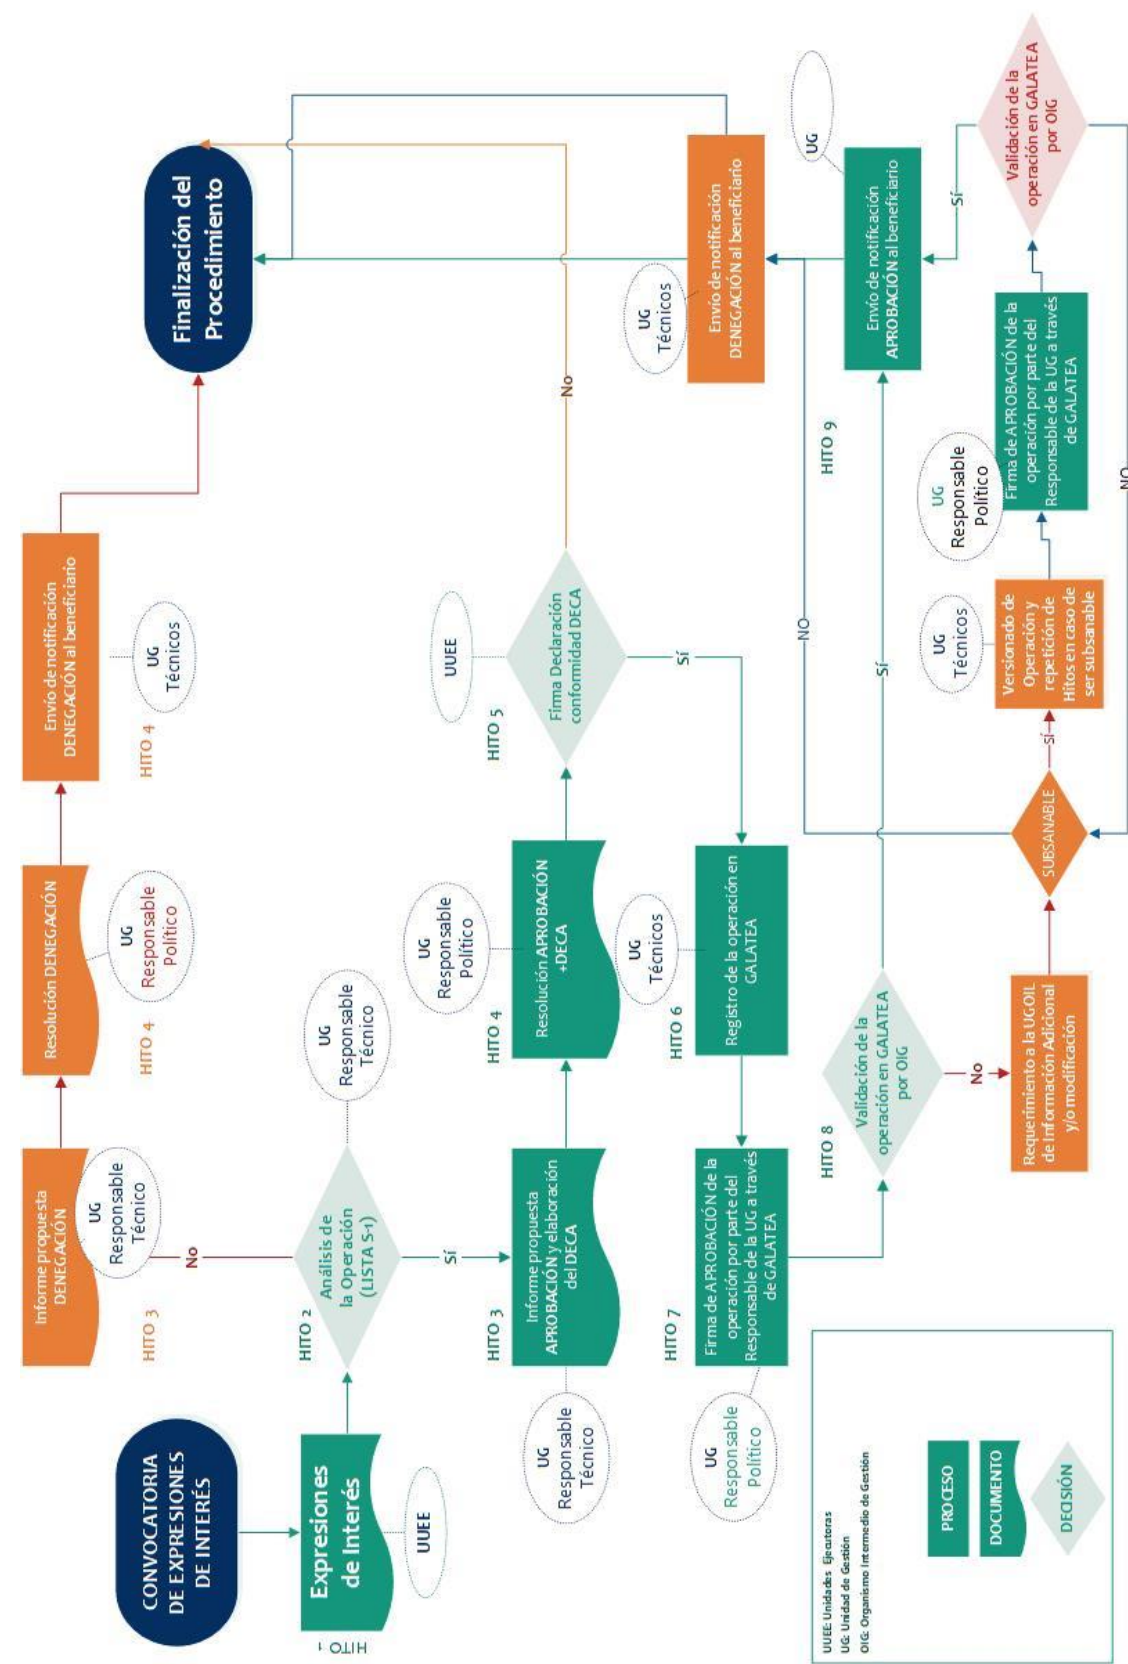 CONVOCATORIA
DE EXPRESIONES
DE INTERÉS
HITO
1
Expresiones
de Interés
UUEE
HITO 2
Análisis de
la Operación
(LISTA S-1)
UG
Responsable
Técnico
No
Sí
HITO 3
Informe propuesta
DENEGACIÓN
UG
Responsable
Técnico
HITO 4
Resolución DENEGACIÓN
UG
Responsable
Político
HITO 4
Envío de notificación
DENEGACIÓN al beneficiario
UG
Técnicos
Finalización del
Procedimiento
HITO 3
Informe propuesta
APROBACIÓN y elaboración
del DECA
UG
Responsable
Técnico
HITO 4
Resolución APROBACIÓN
+DECA
UG
Responsable
Político
HITO 5
Firma Declaración
conformidad DECA
UUEE
No
Sí
HITO 6
Registro de la operación en
GALATEA
UG
Técnicos
HITO 7
Firma de APROBACIÓN de la
operación por parte del
Responsable de la UG a través
de GALATEA
UG
Responsable
Político
HITO 8
Validación de la
operación en GALATEA
por OIG
No
Sí
Requerimiento a la UGOIL
de Información Adicional
y/o modificación
SUBSANABLE
NO
SÍ
Versionado de
Operación y
repetición de
Hitos en caso de
ser subsanable
UG
Técnicos
Firma de APROBACIÓN de la
operación por parte del
Responsable de la UG a través
de GALATEA
UG
Responsable
Político
Validación de la
operación en GALATEA
por OIG
Sí
NO
HITO 9
Envío de notificación
APROBACIÓN al beneficiario
UG
Envío de notificación
DENEGACIÓN al beneficiario
UG
Técnicos
UUEE: Unidades Ejecutoras
UG: Unidad de Gestión
OIG: Organismo Intermedio de Gestión
PROCESO
DOCUMENTO
DECISIÓN